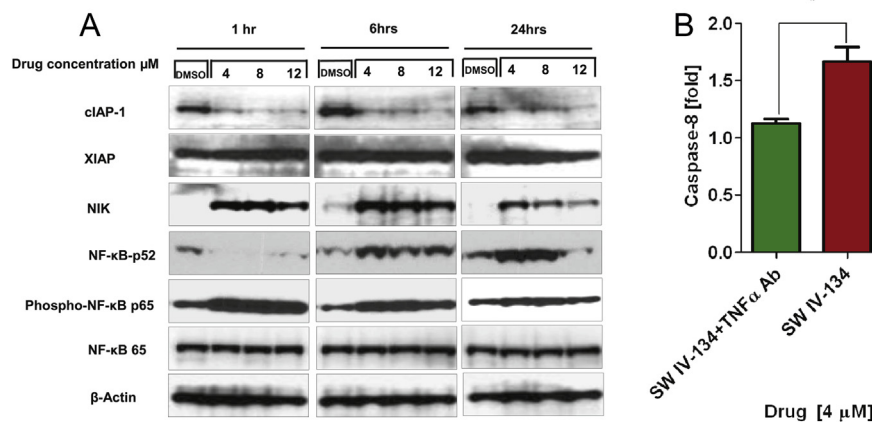 A
1 hr 6hrs 24hrs
Drug concentration µM DMSO 4 8 12 DMSO 4 8 12 DMSO 4 8 12
cIAP-1
XIAP
NIK
NF-κB-p52
Phospho-NF-κB p65
NF-κB 65
β-Actin
B
Caspase-8 [fold]
2.0
1.5
1.0
0.5
0.0
SW IV-134+TNFα Ab
SW IV-134
Drug [4 µM]